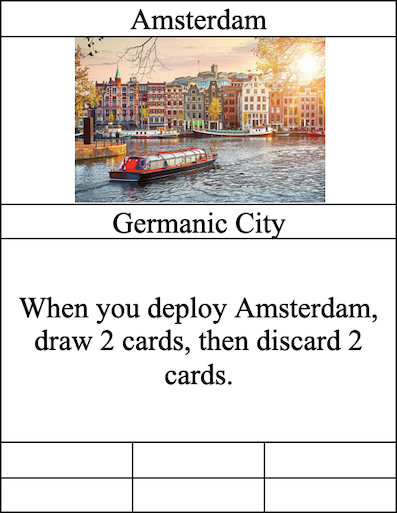 Amsterdam
Germanic City
When you deploy Amsterdam,
draw 2 cards, then discard 2
cards.